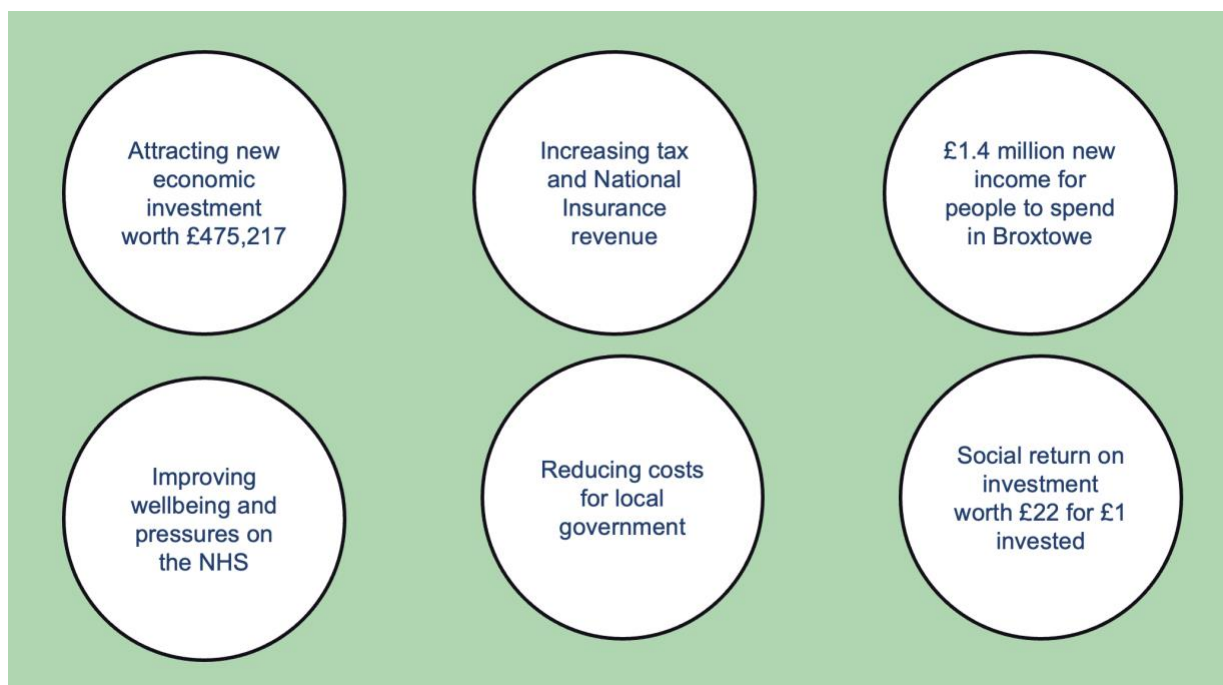 Attracting new
economic
investment
worth £475,217
Increasing tax
and National
Insurance
revenue
£1.4 million new
income for
people to spend
in Broxtowe
Improving
wellbeing and
pressures on
the NHS
Reducing costs
for local
government
Social return on
investment
worth £22 for £1
invested